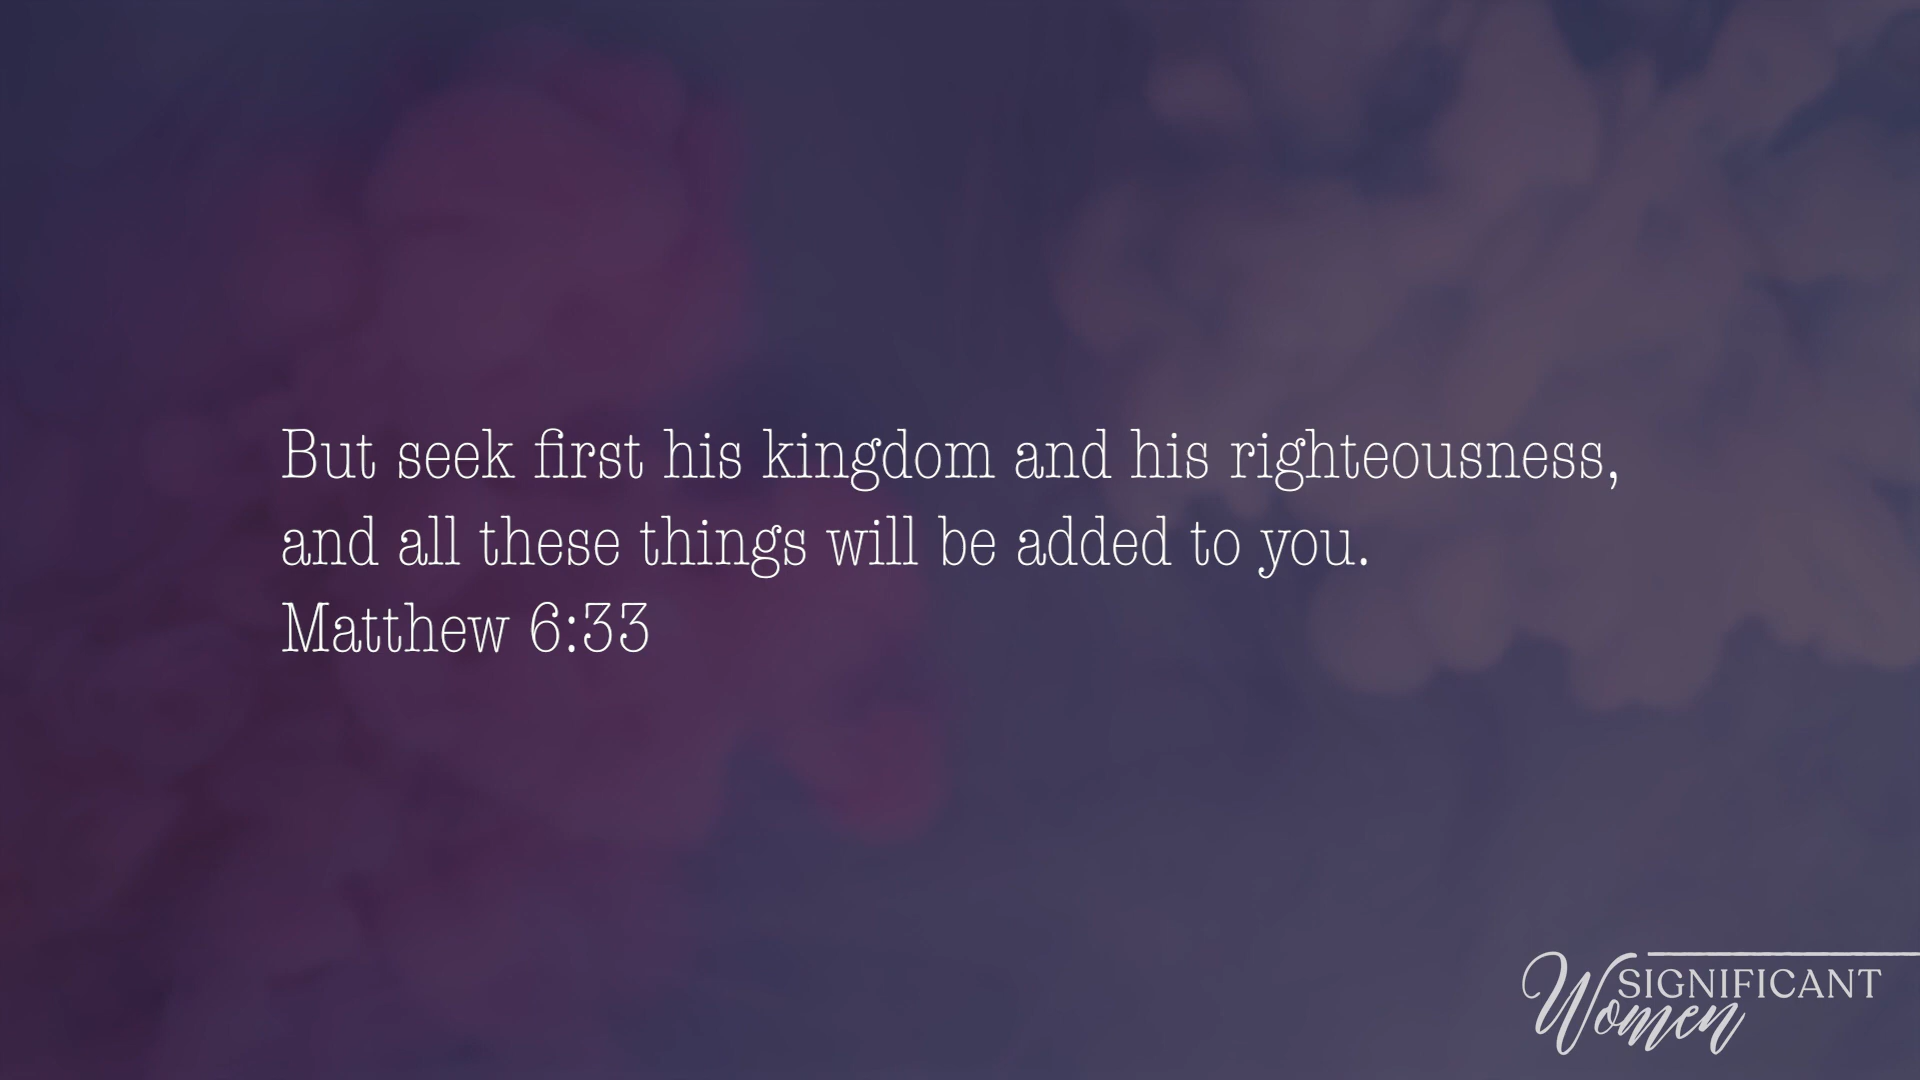 But seek first his kingdom and his righteousness,
and all these things will be added to you.
Matthew 6:33
SIGNIFICANT
Women